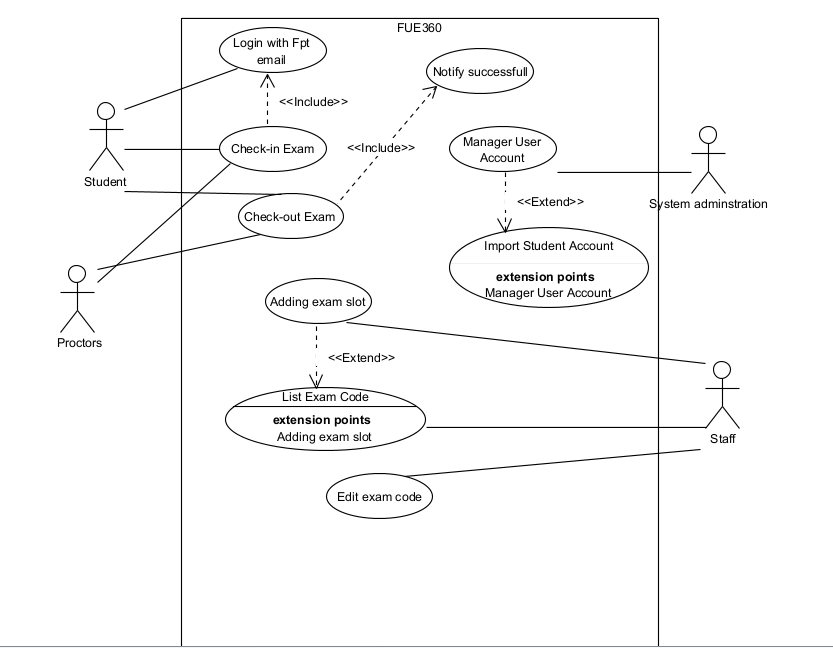 FUE360
Login with Fpt
email
Notify successfull
<<Include>>
Check-in Exam
<<Include>>
Manager User
Account
Student
System adminstration
<<Extend>>
Check-out Exam
Import Student Account
extension points
Manager User Account
Adding exam slot
Proctors
<<Extend>>
List Exam Code
extension points
Adding exam slot
Staff
Edit exam code